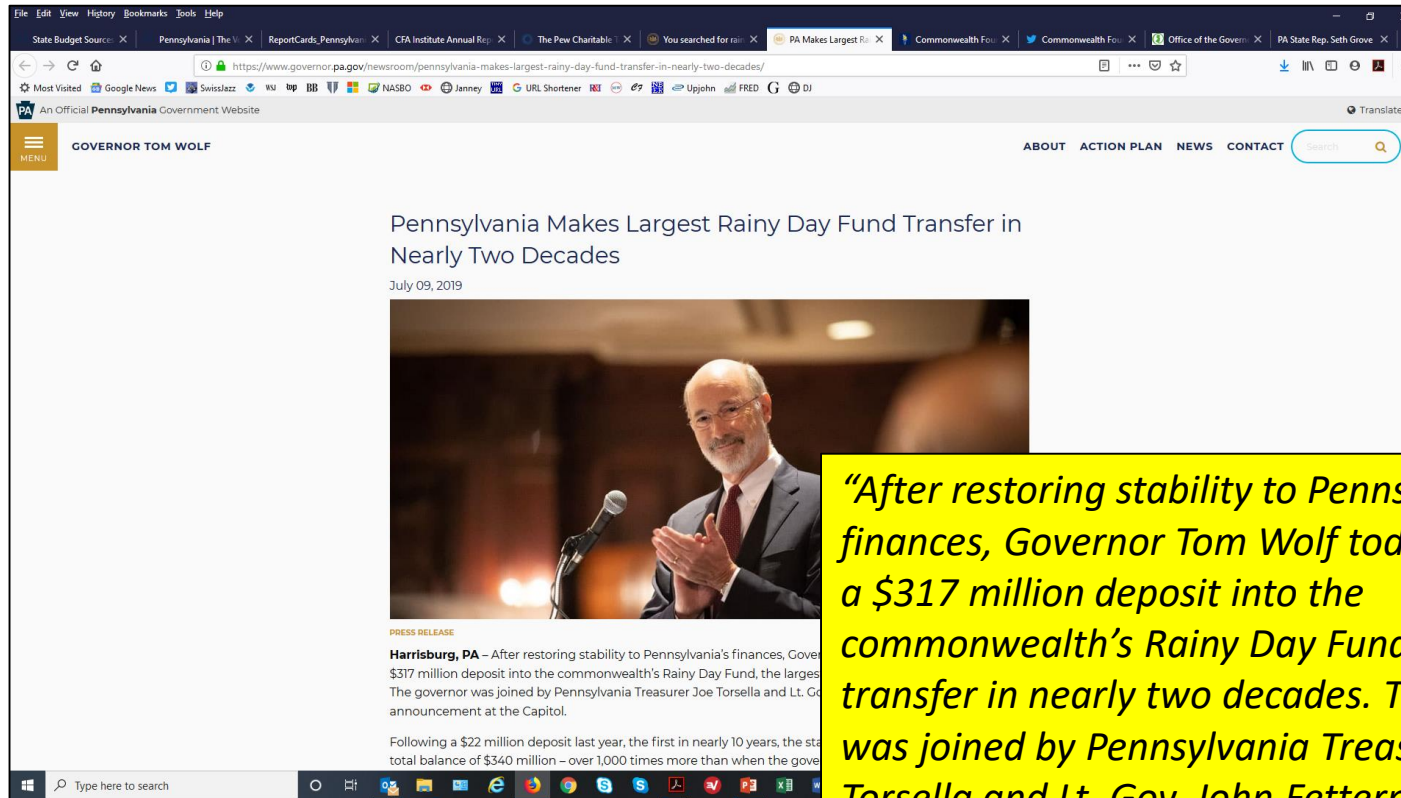 File Edit View History Bookmarks Tools Help
State Budget Source: X Pennsylvania | The X ReportCards_Pennsylvan X CFA Institute Annual Rep X The Pew Charitable X You searched for rain X PA Makes Largest X Commonwealth Fou X Commonwealth Fou X Office of the Govern X PA State Rep. Seth Grove X
https://www.governor.pa.gov/newsroom/pennsylvania-makes-largest-rainy-day-fund-transfer-in-nearly-two-decades/
Most Visited Google News SwissJazz WSJ BB NASBO Janney URL Shortener Upjohn FRED DJ
PA An Official Pennsylvania Government Website Translate
MENU GOVERNOR TOM WOLF ABOUT ACTION PLAN NEWS CONTACT Search
Pennsylvania Makes Largest Rainy Day Fund Transfer in
Nearly Two Decades
July 09, 2019
PRESS RELEASE
Harrisburg, PA – After restoring stability to Pennsylvania's finances, Gover
$317 million deposit into the commonwealth's Rainy Day Fund, the larges
The governor was joined by Pennsylvania Treasurer Joe Torsella and Lt. Go
announcement at the Capitol.
Following a $22 million deposit last year, the first in nearly 10 years, the sta
total balance of $340 million – over 1,000 times more than when the gove
Type here to search
“After restoring stability to Penns
finances, Governor Tom Wolf tod
a $317 million deposit into the
commonwealth’s Rainy Day Fund
transfer in nearly two decades. T
was joined by Pennsylvania Treas
Torsella and Lt. Gov. John Fetterm